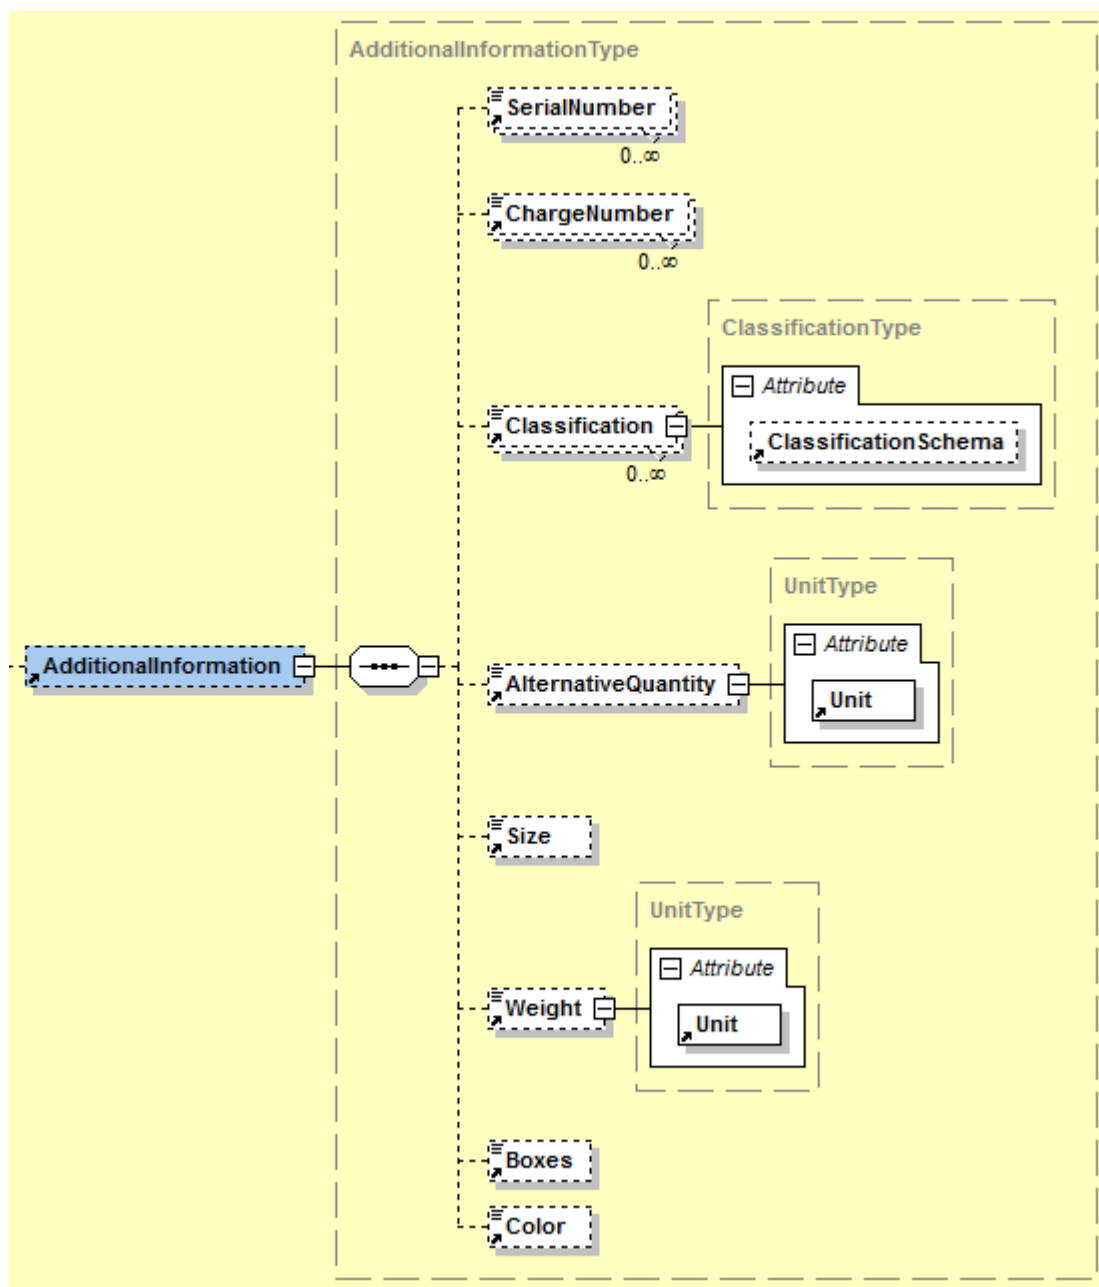 AdditionalInformationType
SerialNumber
0..∞
ChargeNumber
0..∞
ClassificationType
Attribute
Classification
ClassificationSchema
0..∞
UnitType
Attribute
AdditionalInformation
AlternativeQuantity
Unit
Size
UnitType
Attribute
Weight
Unit
Boxes
Color